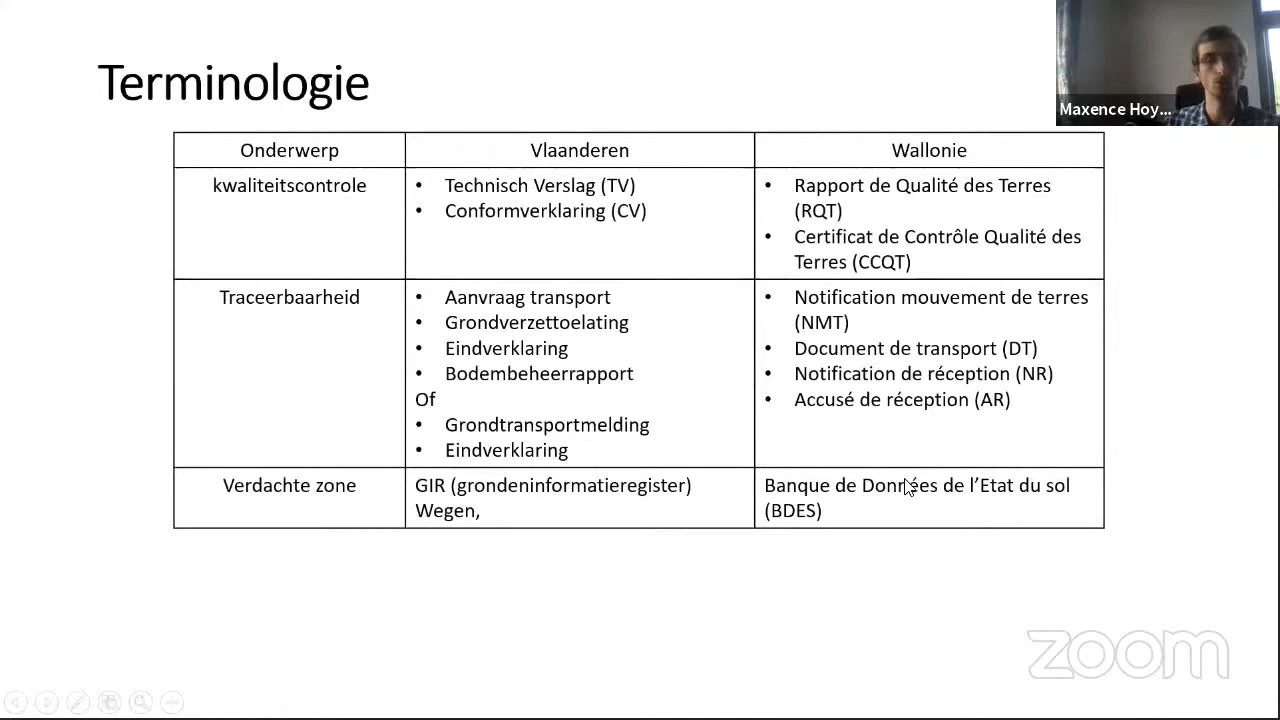 Terminologie
Maxence Hoy...
Onderwerp
Vlaanderen
Wallonie
kwaliteitscontrole
• Technisch Verslag (TV)
• Conformverklaring (CV)
• Rapport de Qualité des Terres
(RQT)
• Certificat de Contrôle Qualité des
Terres (CCQT)
Traceerbaarheid
• Aanvraag transport
• Grondverzettoelating
• Eindverklaring
• Bodembeheerrapport
Of
• Grondtransportmelding
• Eindverklaring
• Notification mouvement de terres
(NMT)
• Document de transport (DT)
• Notification de réception (NR)
• Accusé de réception (AR)
Verdachte zone
GIR (grondeninformatieregister)
Wegen,
Banque de Données de l'Etat du sol
(BDES)
zoom